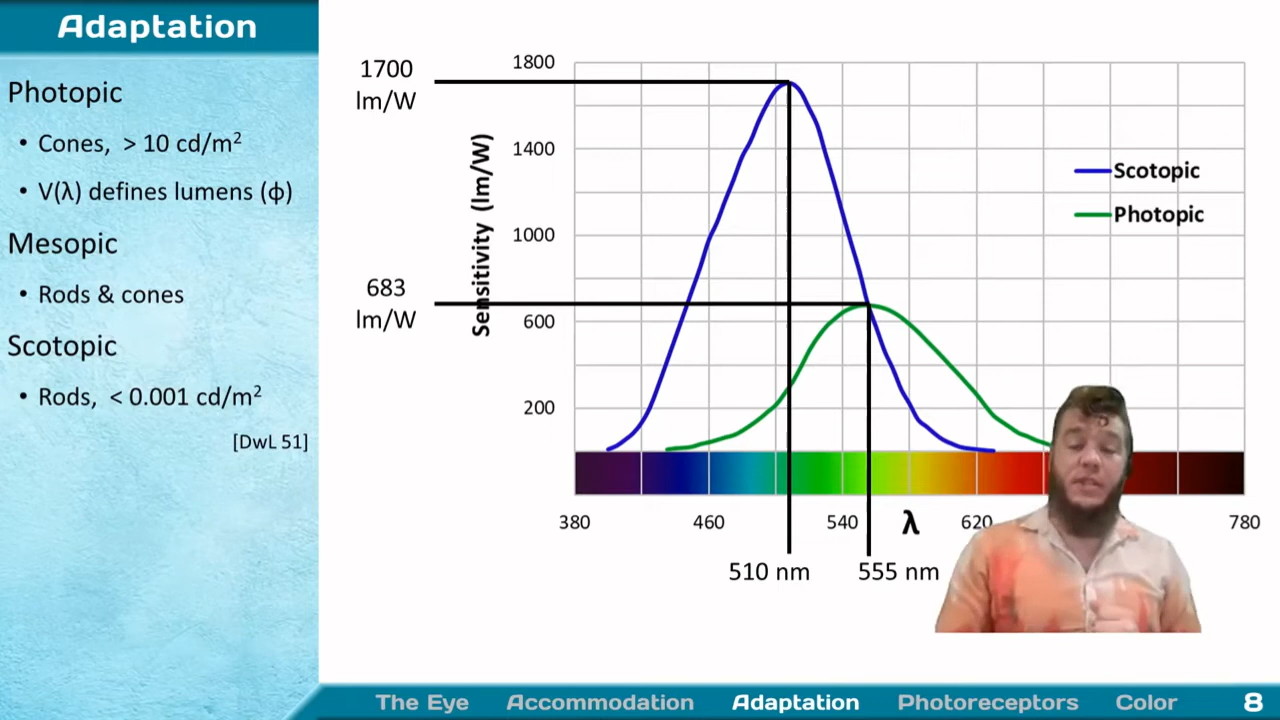 Adaptation
Photopic
• Cones, > 10 cd/m²
• V(λ) defines lumens (ϕ)
Mesopic
• Rods & cones
Scotopic
• Rods, < 0.001 cd/m²
[DwL 51]
1700
lm/W
683
lm/W
Sensitivity (lm/W)
1800
1400
1000
600
200
Scotopic
Photopic
380
460
540
λ
620
780
510 nm
555 nm
The Eye Accommodation Adaptation Photoreceptors Color 8